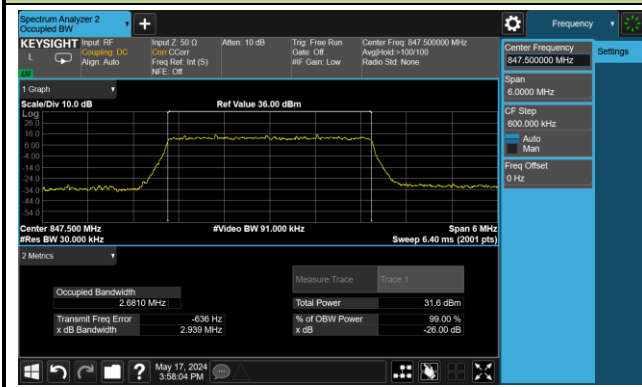 Spectrum Analyzer 2
Occupied BW
+
Frequency
KEYSIGHT Input: RF Input Z: 50 Ω Atten: 10 dB Trig: Free Run Center Freq: 847.500000 MHz
L Coupling: DC Corr CCorr Gate: Off Avg|Hold:>100/100
Align: Auto Freq Ref: Int (S) #IF Gain: Low Radio Std: None
NFE: Off
Center Frequency
847.500000 MHz
Settings
Span
6.0000 MHz
CF Step
600.000 kHz
Auto
Man
Freq Offset
0 Hz
1 Graph
Scale/Div 10.0 dB Ref Value 36.00 dBm
Log
26.0
16.0
6.00
-4.00
-14.0
-24.0
-34.0
-44.0
-54.0
Center 847.500 MHz #Video BW 91.000 kHz Span 6 MHz
#Res BW 30.000 kHz Sweep 6.40 ms (2001 pts)
2 Metrics
Measure Trace Trace 1
Occupied Bandwidth
2.6810 MHz Total Power 31.6 dBm
Transmit Freq Error -636 Hz % of OBW Power 99.00 %
x dB Bandwidth 2.939 MHz x dB -26.00 dB
May 17, 2024
3:58:04 PM